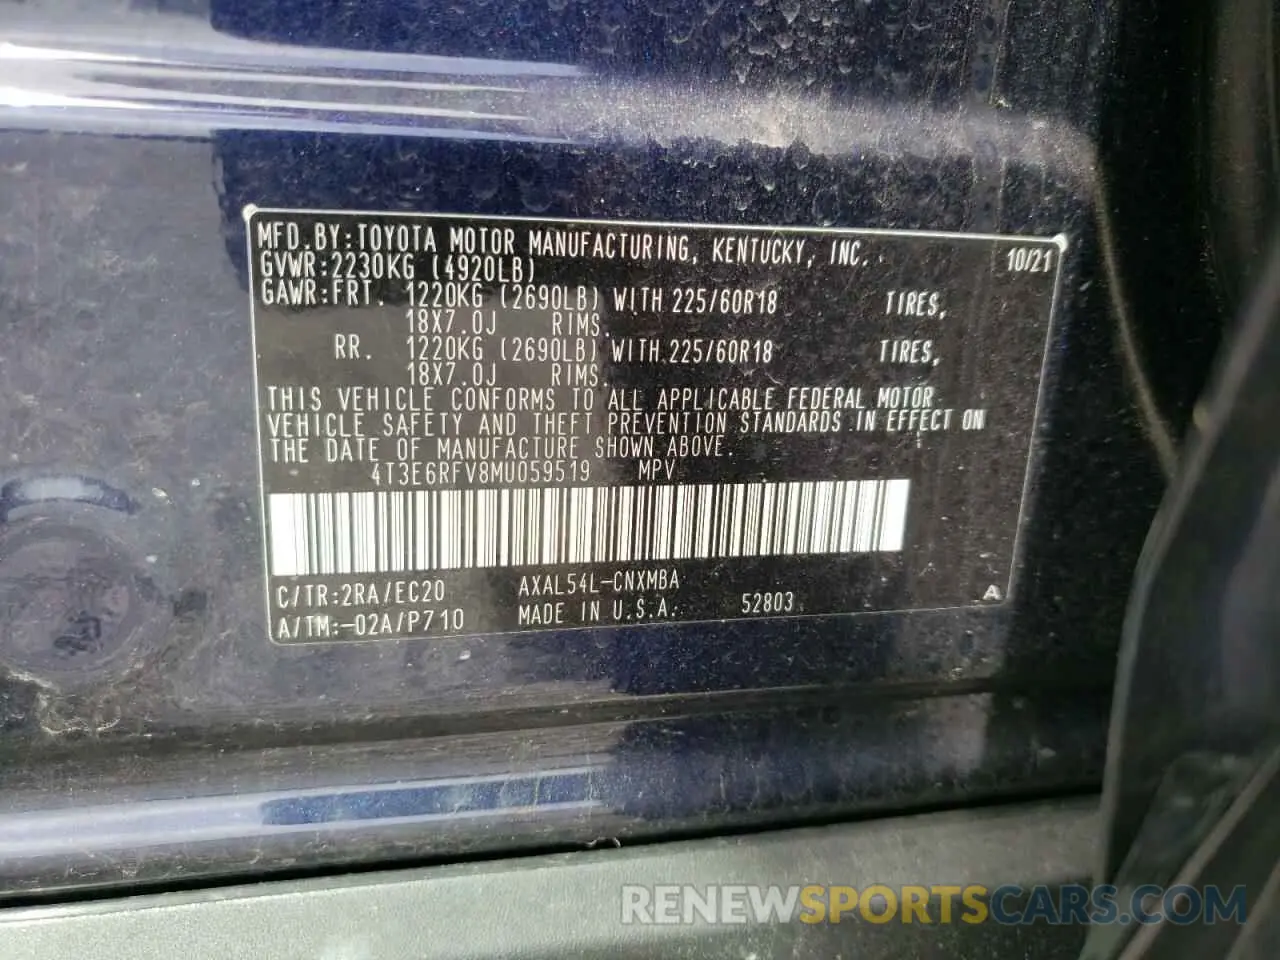 MFD.BY:TOYOTA MOTOR MANUFACTURING, KENTUCKY, INC. 10/21
GVWR:2230KG (4920LB)
GAWR:FRT. 1220KG (2690LB) WITH 225/60R18 TIRES,
18X7.0J RIMS.
RR. 1220KG (2690LB) WITH 225/60R18 TIRES,
18X7.0J RIMS.
THIS VEHICLE CONFORMS TO ALL APPLICABLE FEDERAL MOTOR
VEHICLE SAFETY AND THEFT PREVENTION STANDARDS IN EFFECT ON
THE DATE OF MANUFACTURE SHOWN ABOVE.
4T3E6RFV8MU059519 MPV
C/TR:2RA/EC20 AXAL54L-CNXMBA
A/TM:-02A/P710 MADE IN U.S.A. 52803 A
RENEWSPORTSCARS.COM